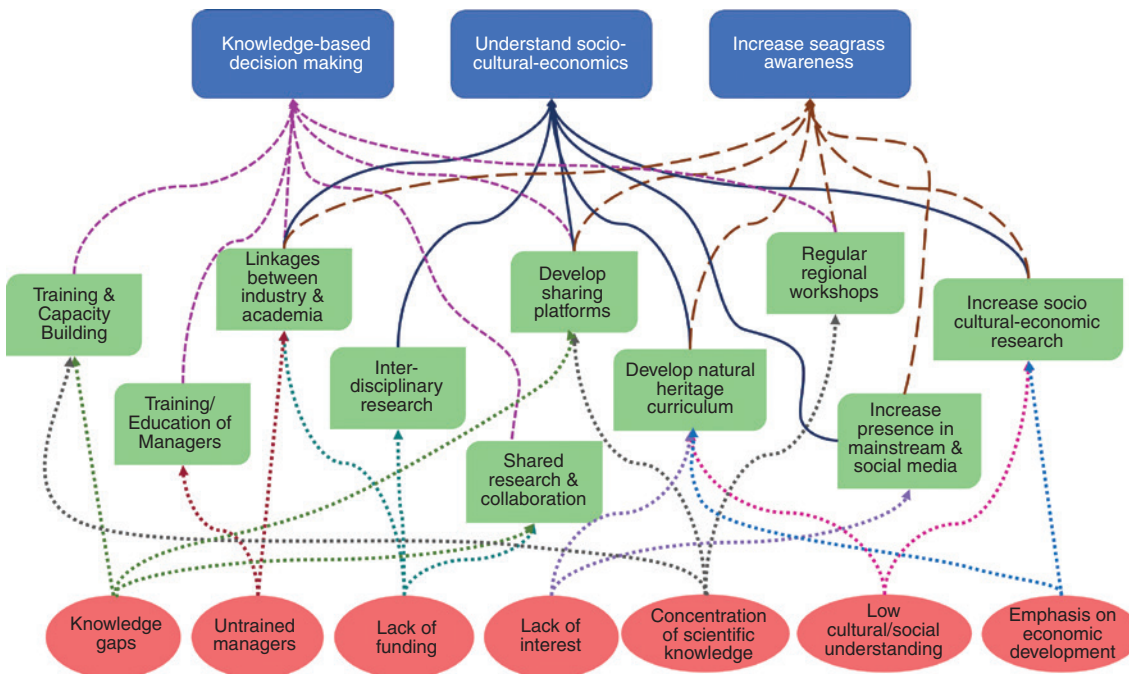 Knowledge-based
decision making
Understand socio-
cultural-economics
Increase seagrass
awareness
Training &
Capacity
Building
Linkages
between
industry &
academia
Develop
sharing
platforms
Regular
regional
workshops
Increase socio
cultural-economic
research
Training/
Education of
Managers
Inter-
disciplinary
research
Shared
research &
collaboration
Develop natural
heritage
curriculum
Increase
presence in
mainstream &
social media
Knowledge
gaps
Untrained
managers
Lack of
funding
Lack of
interest
Concentration
of scientific
knowledge
Low
cultural/social
understanding
Emphasis on
economic
development